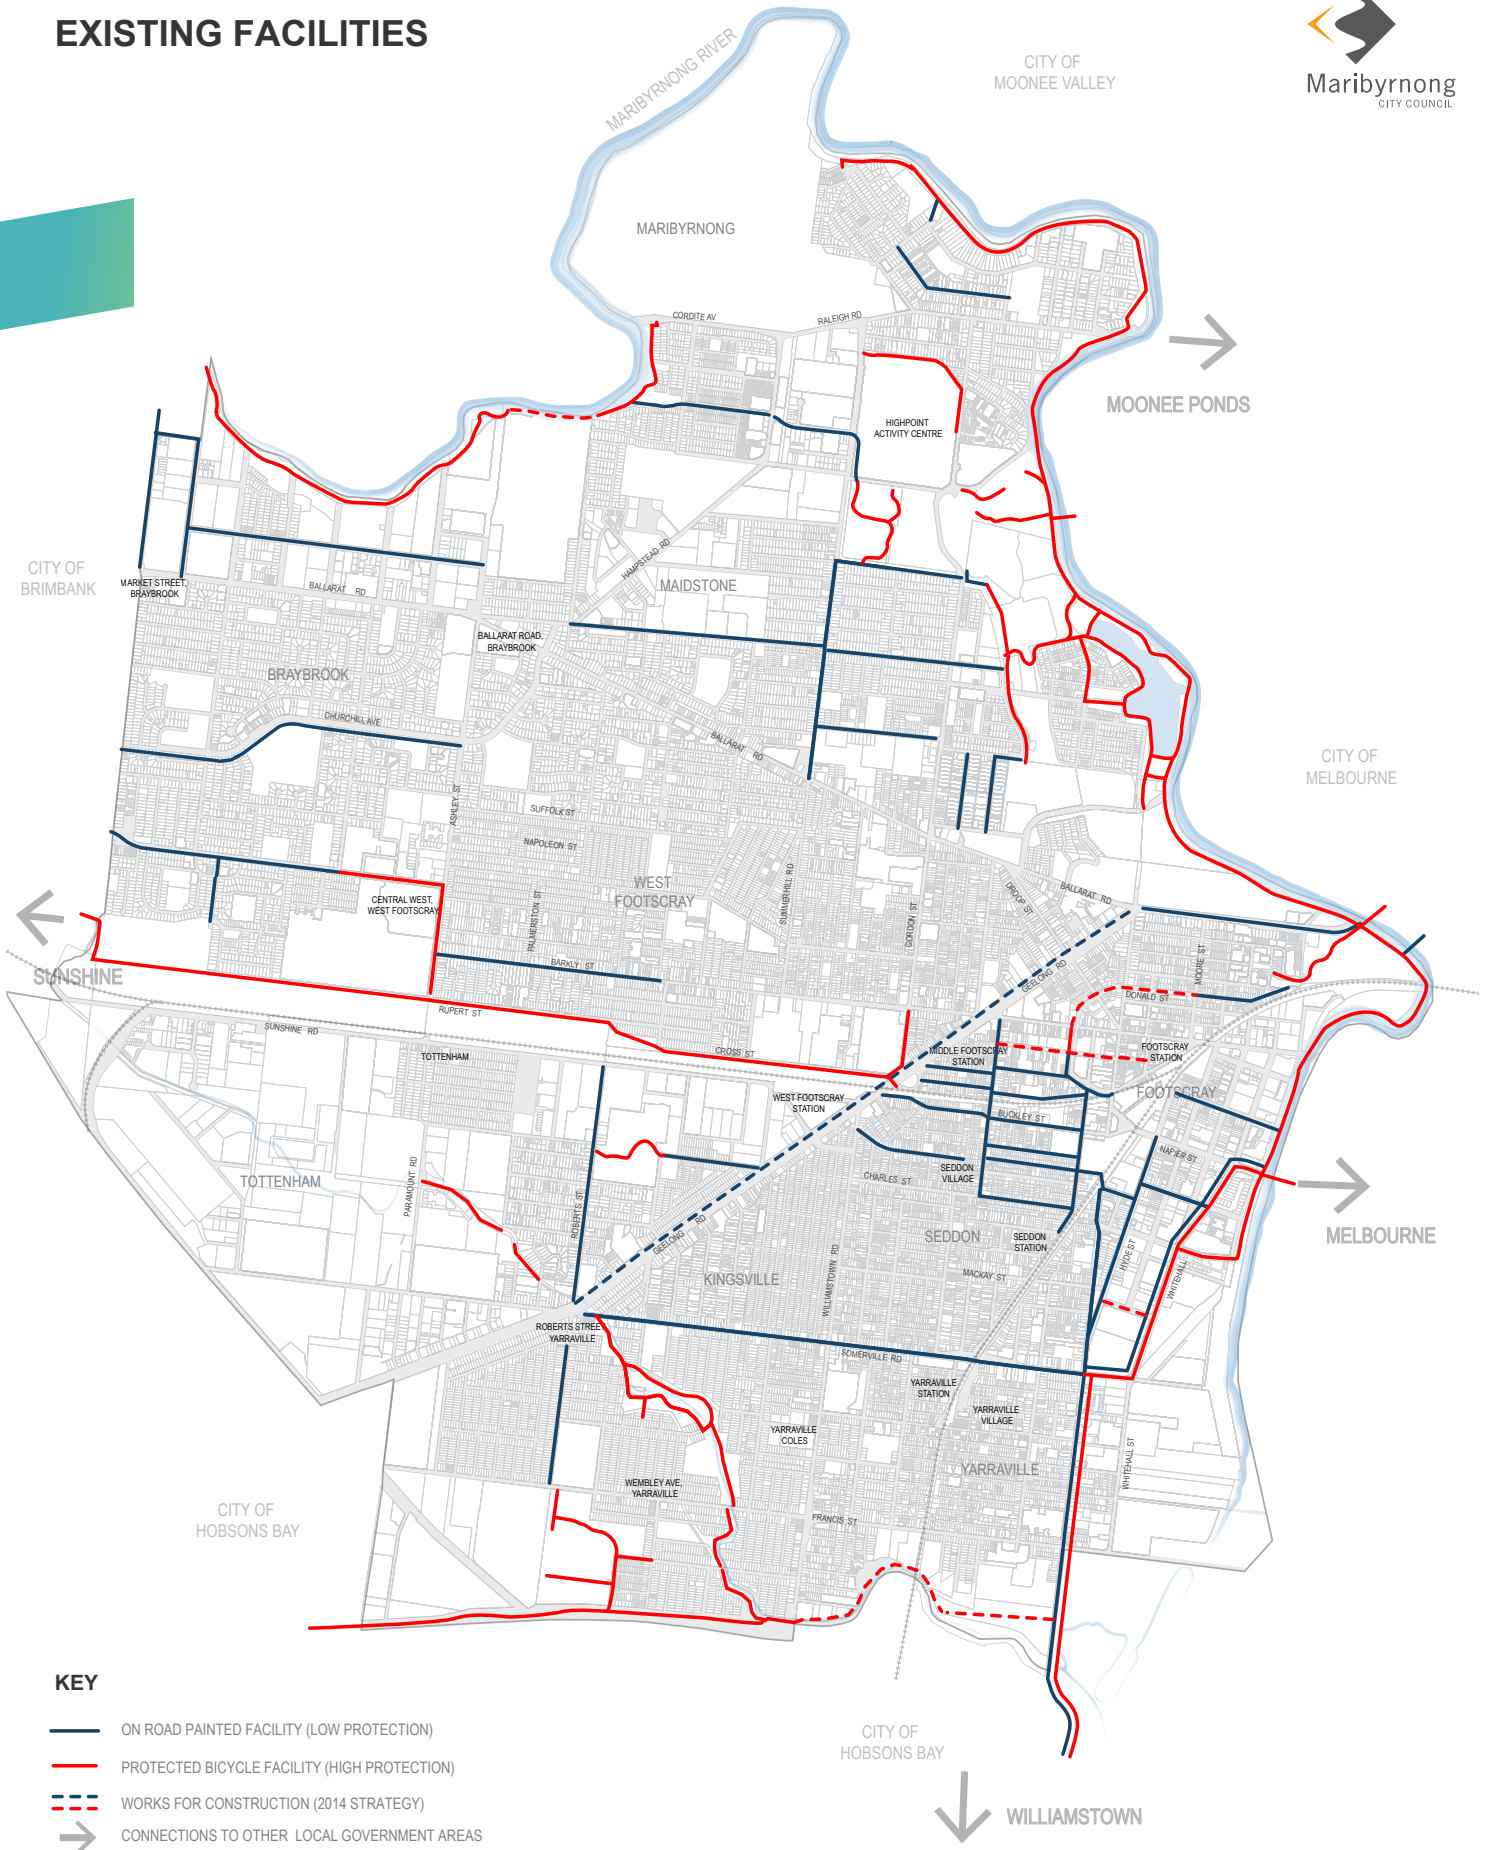 EXISTING FACILITIES
Maribyrnong
CITY COUNCIL
MARIBYRNONG RIVER
CITY OF
MOONEE VALLEY
MARIBYRNONG
CORDITE AV
RALEIGH RD
MOONEE PONDS
HIGHPOINT
ACTIVITY CENTRE
CITY OF
BRIMBANK
MARKET STREET,
BRAYBROOK
BALLARAT RD
HAMPSTEAD RD
MAIDSTONE
BALLARAT ROAD,
BRAYBROOK
BRAYBROOK
CHURCHILL AVE
BALLARAT RD
CITY OF
MELBOURNE
ASHLEY ST
SUFFOLK ST
NAPOLEON ST
WEST
FOOTSCRAY
SUMMERHILL RD
DROOP ST
BALLARAT RD
CENTRAL WEST,
WEST FOOTSCRAY
PALMERSTON ST
GORDON ST
MOORE ST
SUNSHINE
BARKLY ST
GEELONG RD
DONALD ST
RUPERT ST
SUNSHINE RD
TOTTENHAM
CROSS ST
MIDDLE FOOTSCRAY
STATION
FOOTSCRAY
STATION
WEST FOOTSCRAY
STATION
FOOTSCRAY
BUCKLEY ST
NAPIER ST
TOTTENHAM
PARAMOUNT RD
CHARLES ST
SEDDON
VILLAGE
ROBERTS ST
GEELONG RD
SEDDON
SEDDON
STATION
MELBOURNE
HYDE ST
WHITEHALL
KINGSVILLE
WILLIAMSTOWN RD
MACKAY ST
ROBERTS STREET
YARRAVILLE
SOMERVILLE RD
YARRAVILLE
STATION
YARRAVILLE
VILLAGE
YARRAVILLE
COLES
YARRAVILLE
WHITEHALL ST
WEMBLEY AVE,
YARRAVILLE
CITY OF
HOBSONS BAY
FRANCIS ST
KEY
ON ROAD PAINTED FACILITY (LOW PROTECTION)
PROTECTED BICYCLE FACILITY (HIGH PROTECTION)
WORKS FOR CONSTRUCTION (2014 STRATEGY)
CONNECTIONS TO OTHER LOCAL GOVERNMENT AREAS
CITY OF
HOBSONS BAY
WILLIAMSTOWN